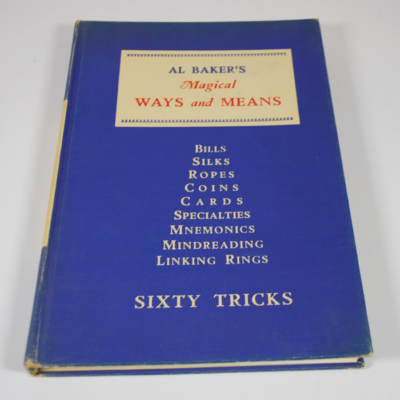 AL BAKER'S
Magical
WAYS and MEANS
BILLS
SILKS
ROPES
COINS
CARDS
SPECIALTIES
MNEMONICS
MINDREADING
LINKING RINGS
SIXTY TRICKS